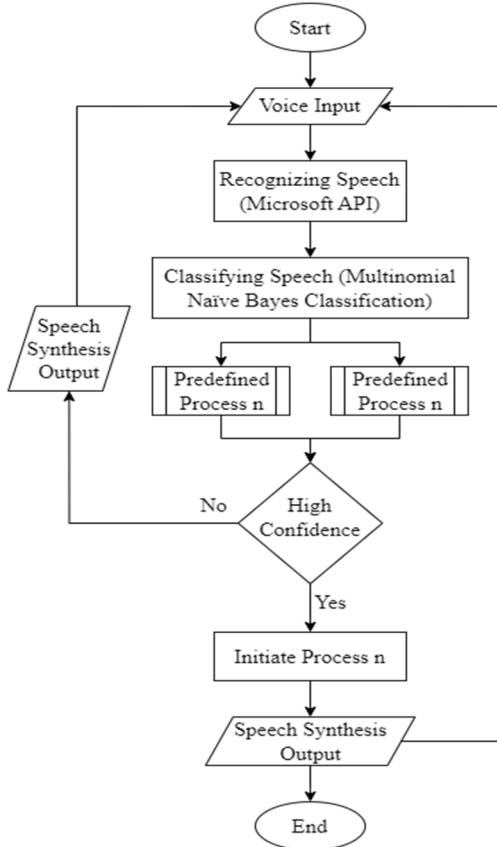 Start
Voice Input
Recognizing Speech
(Microsoft API)
Classifying Speech (Multinomial
Naïve Bayes Classification)
Speech
Synthesis
Output
Predefined
Process n
Predefined
Process n
No
High
Confidence
Yes
Initiate Process n
Speech Synthesis
Output
End